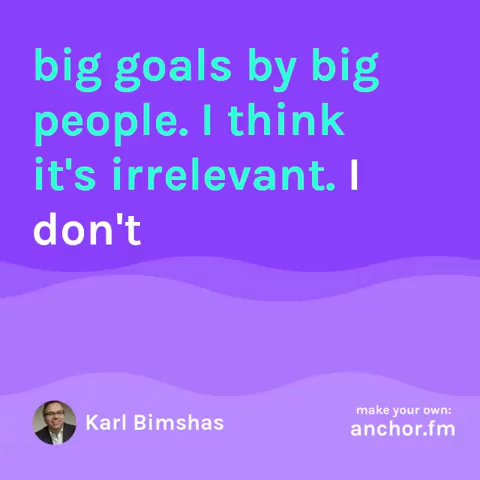 big goals by big
people. I think
it's irrelevant. I
don't
Karl Bimshas
make your own:
anchor.fm